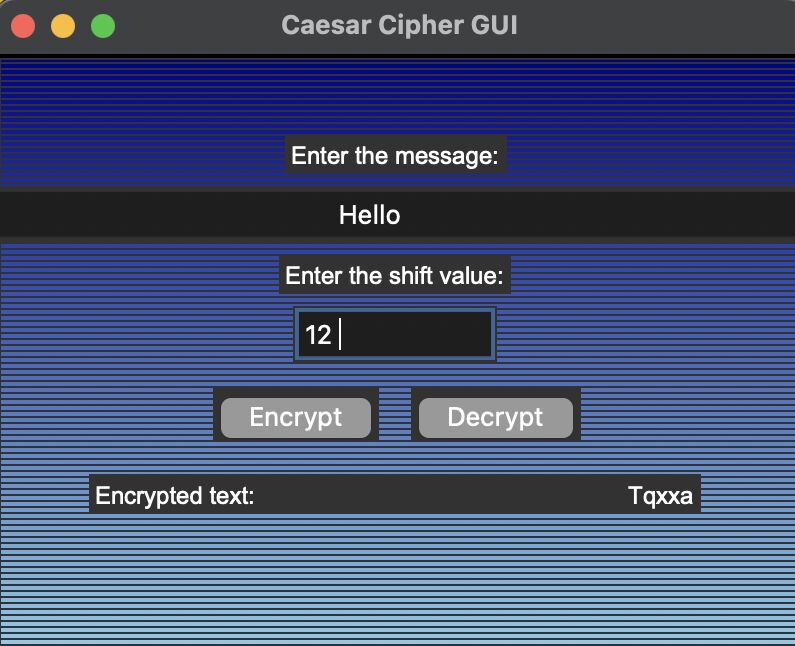 Caesar Cipher GUI
Enter the message:
Hello
Enter the shift value:
12
Encrypt Decrypt
Encrypted text: Tqxxa